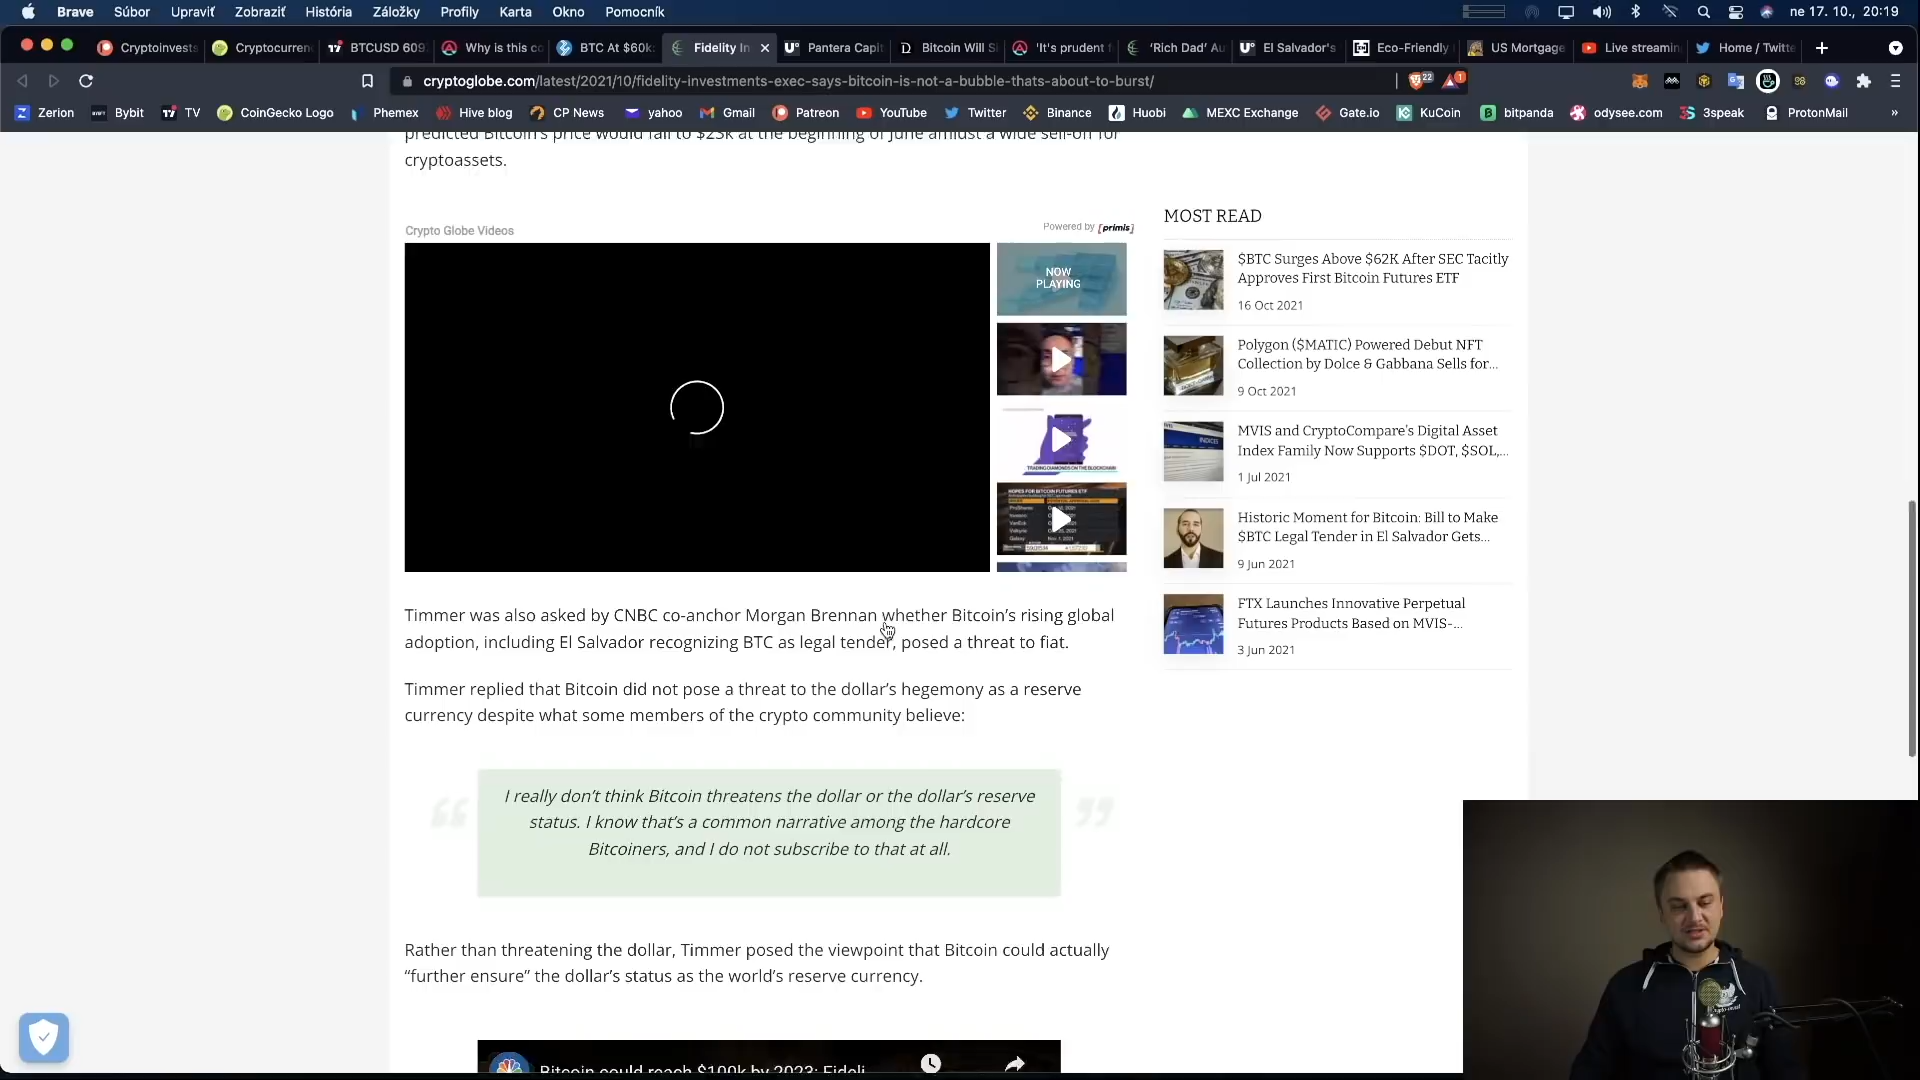 Brave Súbor Upraviť Zobraziť História Záložky Profily Karta Okno Pomocník ne 17. 10., 20:19
Cryptoinvest Cryptocurren BTCUSD 609 Why is this co BTC At $60k Fidelity In Pantera Capi Bitcoin Will S 'It's prudent f 'Rich Dad' Au El Salvador's Eco-Friendly US Mortgage Live streamin Home / Twitte
cryptoglobe.com/latest/2021/10/fidelity-investments-exec-says-bitcoin-is-not-a-bubble-thats-about-to-burst/ 22 1
Zerion Bybit TV CoinGecko Logo Phemex Hive blog CP News yahoo Gmail Patreon YouTube Twitter Binance Huobi MEXC Exchange Gate.io KuCoin bitpanda odysee.com 3speak ProtonMail »
predicted Bitcoin's price would fall to $23k at the beginning of June amidst a wide sell-off for
cryptoassets.
Crypto Globe Videos
Powered by [primis]
NOW
PLAYING
TRADING DIAMONDS ON THE BLOCKCHAIN
HOPES FOR BITCOIN FUTURES ETF
MOST READ
$BTC Surges Above $62K After SEC Tacitly
Approves First Bitcoin Futures ETF
16 Oct 2021
Polygon ($MATIC) Powered Debut NFT
Collection by Dolce & Gabbana Sells for...
9 Oct 2021
MVIS and CryptoCompare's Digital Asset
Index Family Now Supports $DOT, $SOL,...
1 Jul 2021
Historic Moment for Bitcoin: Bill to Make
$BTC Legal Tender in El Salvador Gets...
9 Jun 2021
FTX Launches Innovative Perpetual
Futures Products Based on MVIS-...
3 Jun 2021
Timmer was also asked by CNBC co-anchor Morgan Brennan whether Bitcoin's rising global
adoption, including El Salvador recognizing BTC as legal tender, posed a threat to fiat.
Timmer replied that Bitcoin did not pose a threat to the dollar's hegemony as a reserve
currency despite what some members of the crypto community believe:
I really don't think Bitcoin threatens the dollar or the dollar's reserve
status. I know that's a common narrative among the hardcore
Bitcoiners, and I do not subscribe to that at all.
Rather than threatening the dollar, Timmer posed the viewpoint that Bitcoin could actually
“further ensure” the dollar's status as the world's reserve currency.
Bitcoin could reach $100k by 2023: Fideli